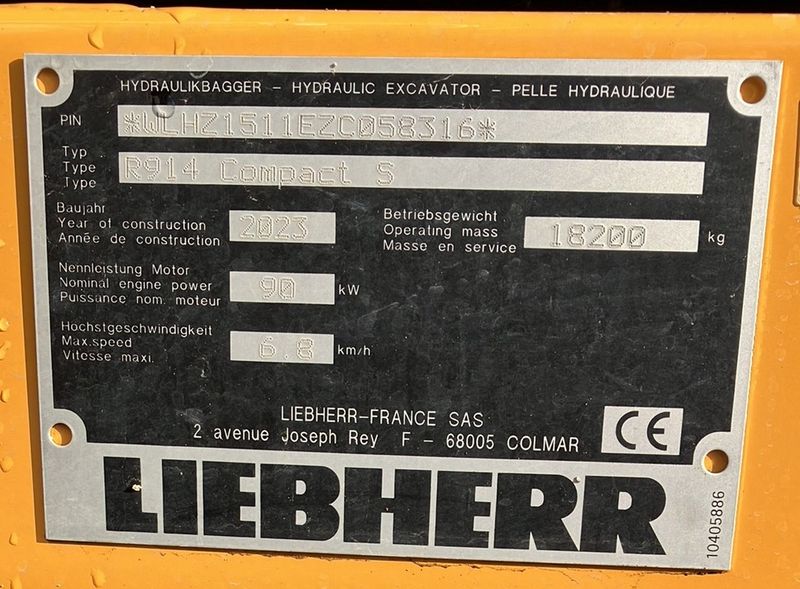 HYDRAULIKBAGGER – HYDRAULIC EXCAVATOR – PELLE HYDRAULIQUE
PIN *WLHZ1511EZC058316*
Typ
Type R914 Compact S
Type
Baujahr
Year of construction 2023
Année de construction
Betriebsgewicht
Operating mass 18200 kg
Masse en service
Nennleistung Motor
Nominal engine power 90 kW
Puissance nom. moteur
Höchstgeschwindigkeit
Max.speed 6.8 km/h
Vitesse maxi.
LIEBHERR-FRANCE SAS
2 avenue Joseph Rey F – 68005 COLMAR
CE
LIEBHERR
10405886